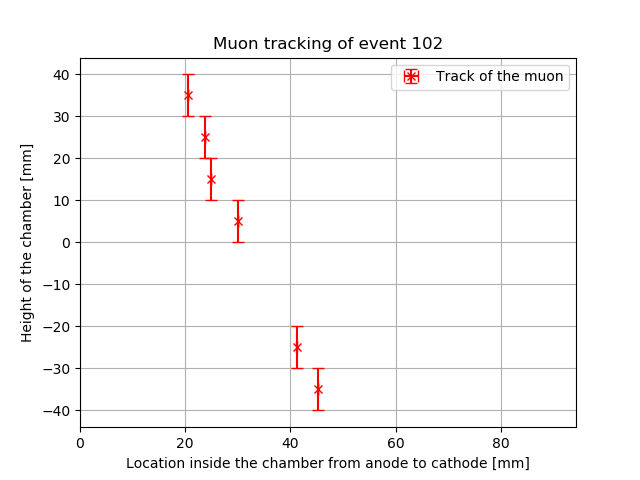 Muon tracking of event 102
Track of the muon
Height of the chamber [mm]
40
30
20
10
0
−10
−20
−30
−40
0 20 40 60 80
Location inside the chamber from anode to cathode [mm]